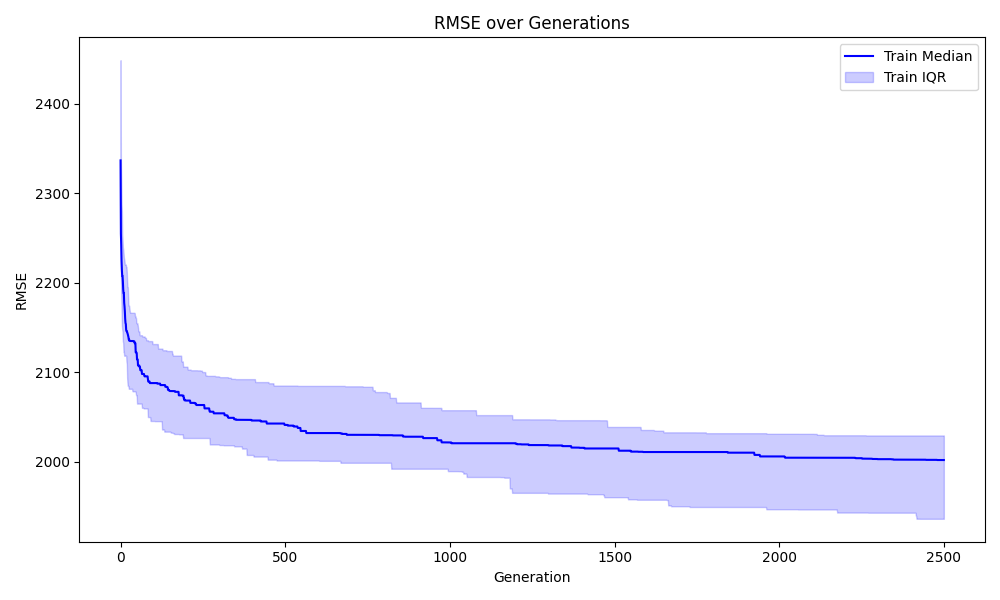 RMSE over Generations
Train Median
Train IQR
2400
2300
2200
2100
2000
RMSE
0 500 1000 1500 2000 2500
Generation